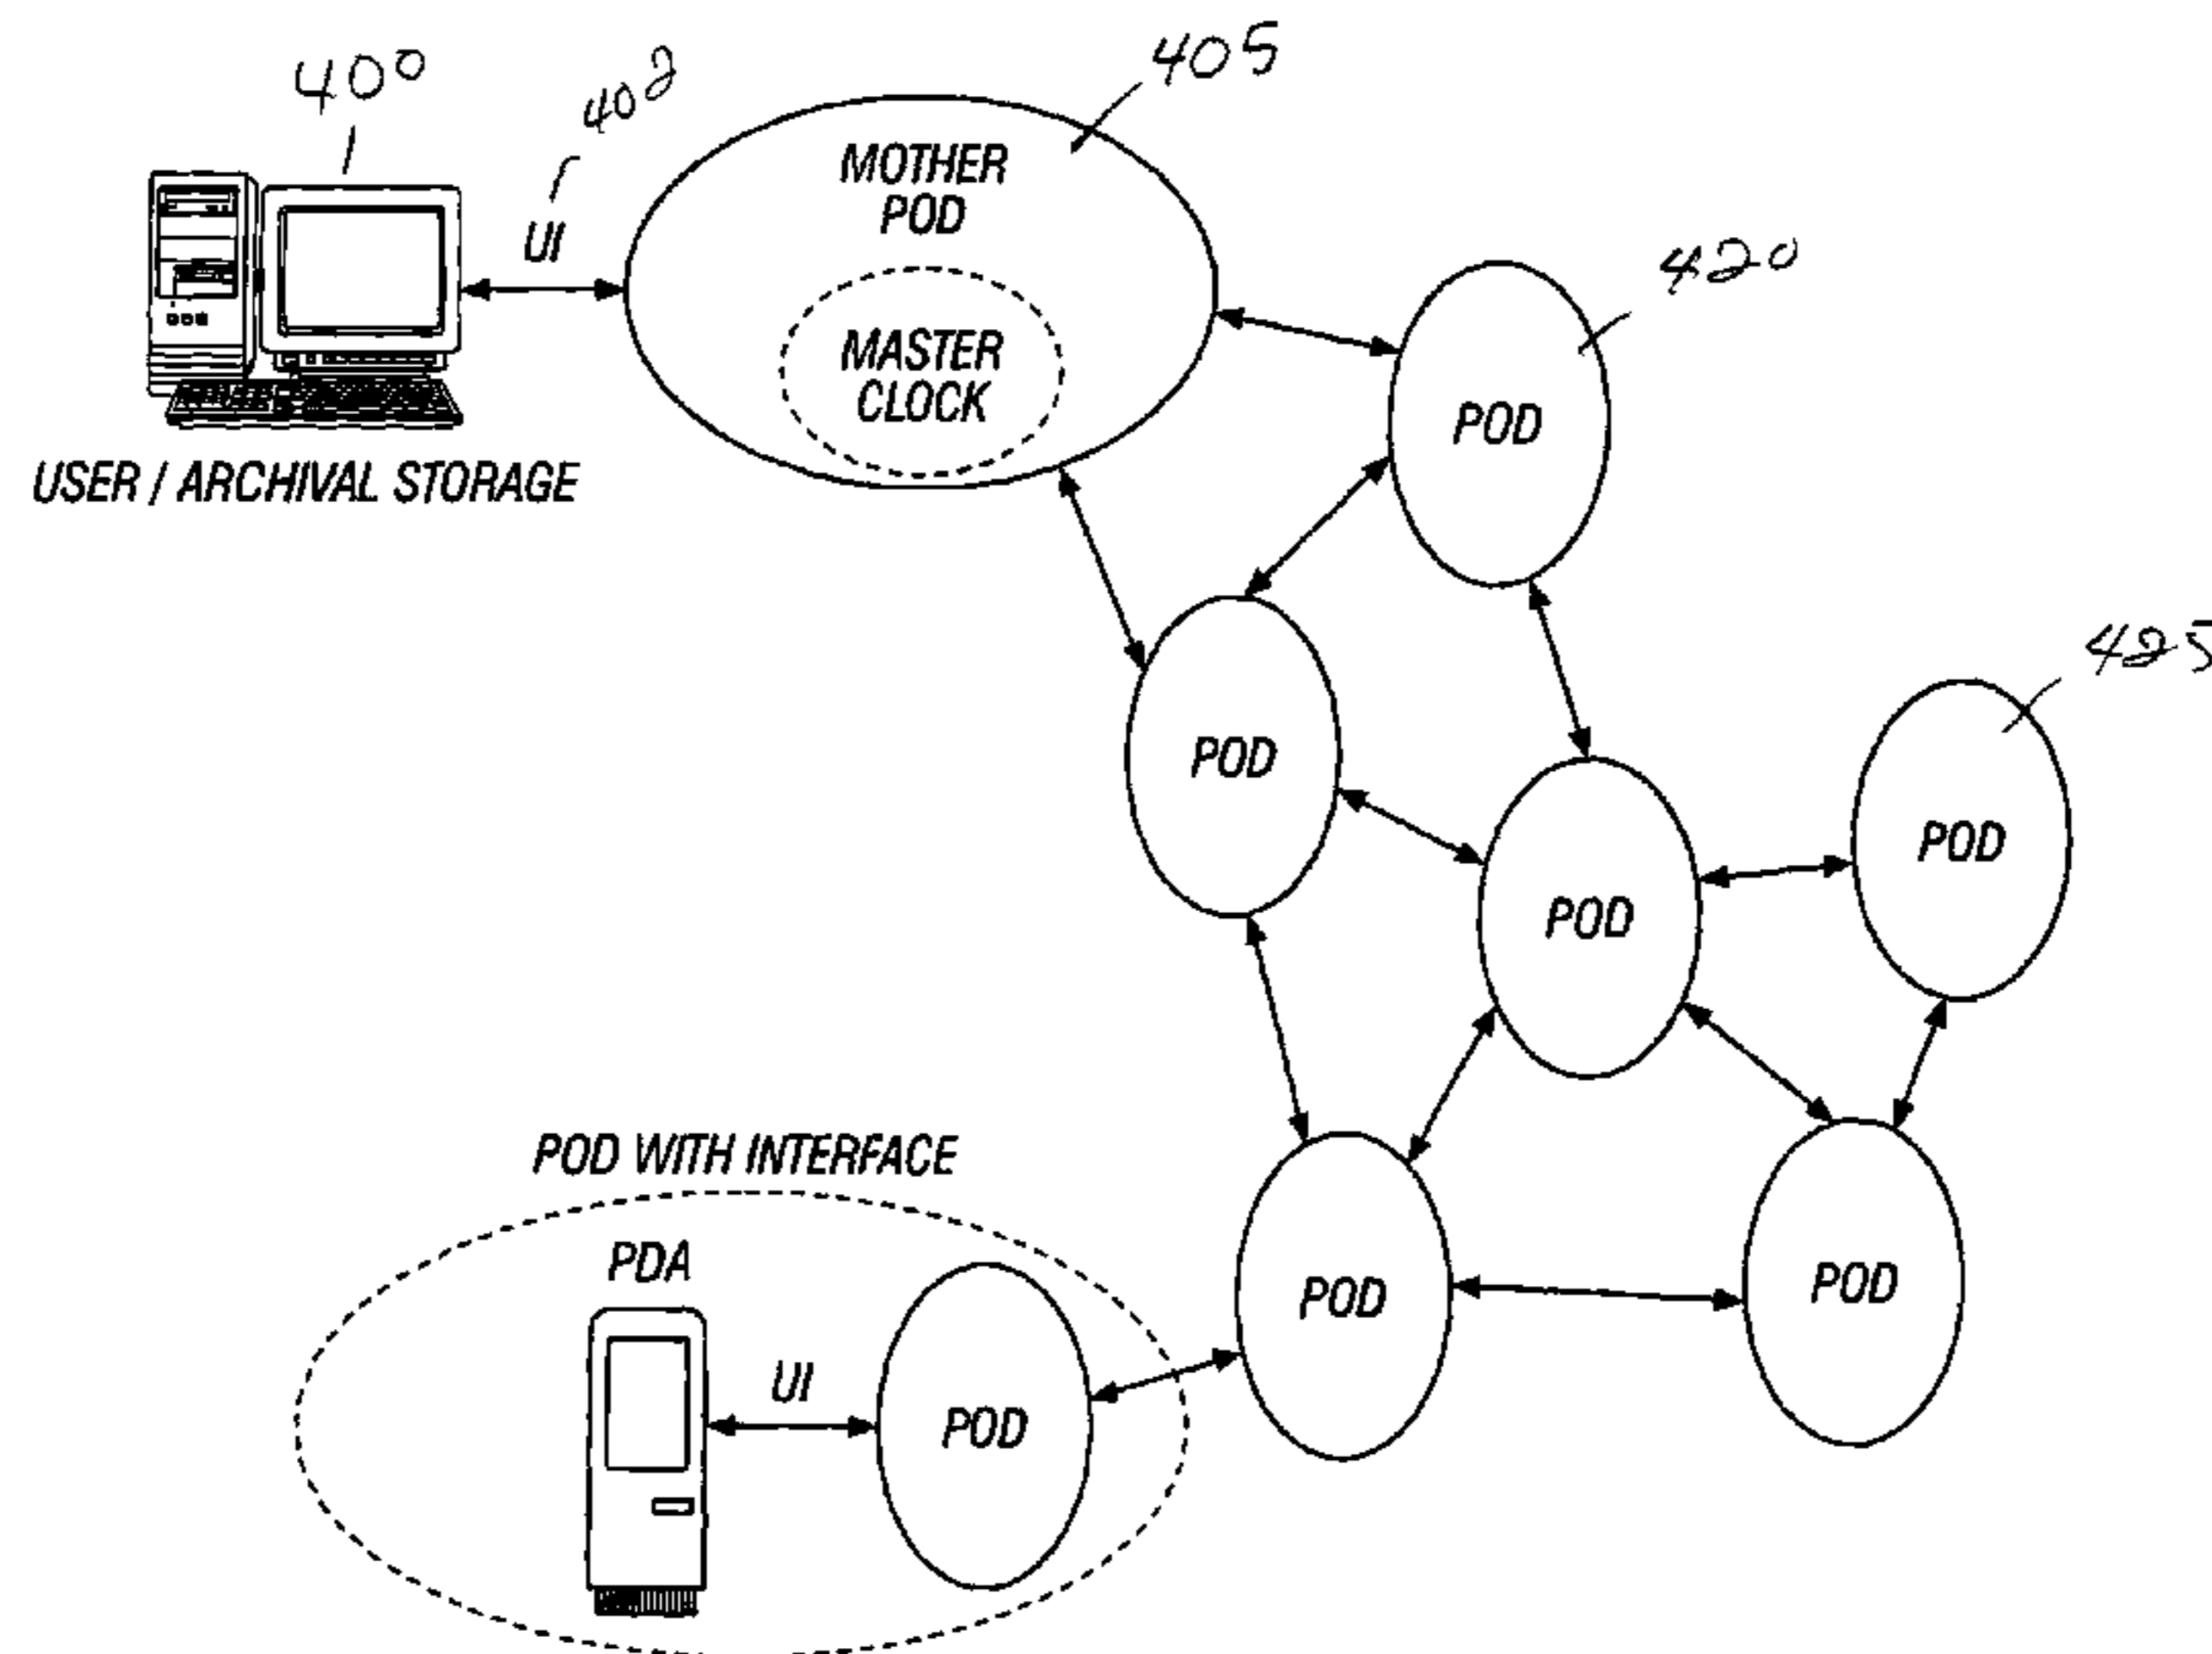 400
402
405
MOTHER
POD
UI
420
MASTER
CLOCK
POD
USER / ARCHIVAL STORAGE
425
POD
POD
POD
POD WITH INTERFACE
PDA
POD
POD
UI
POD